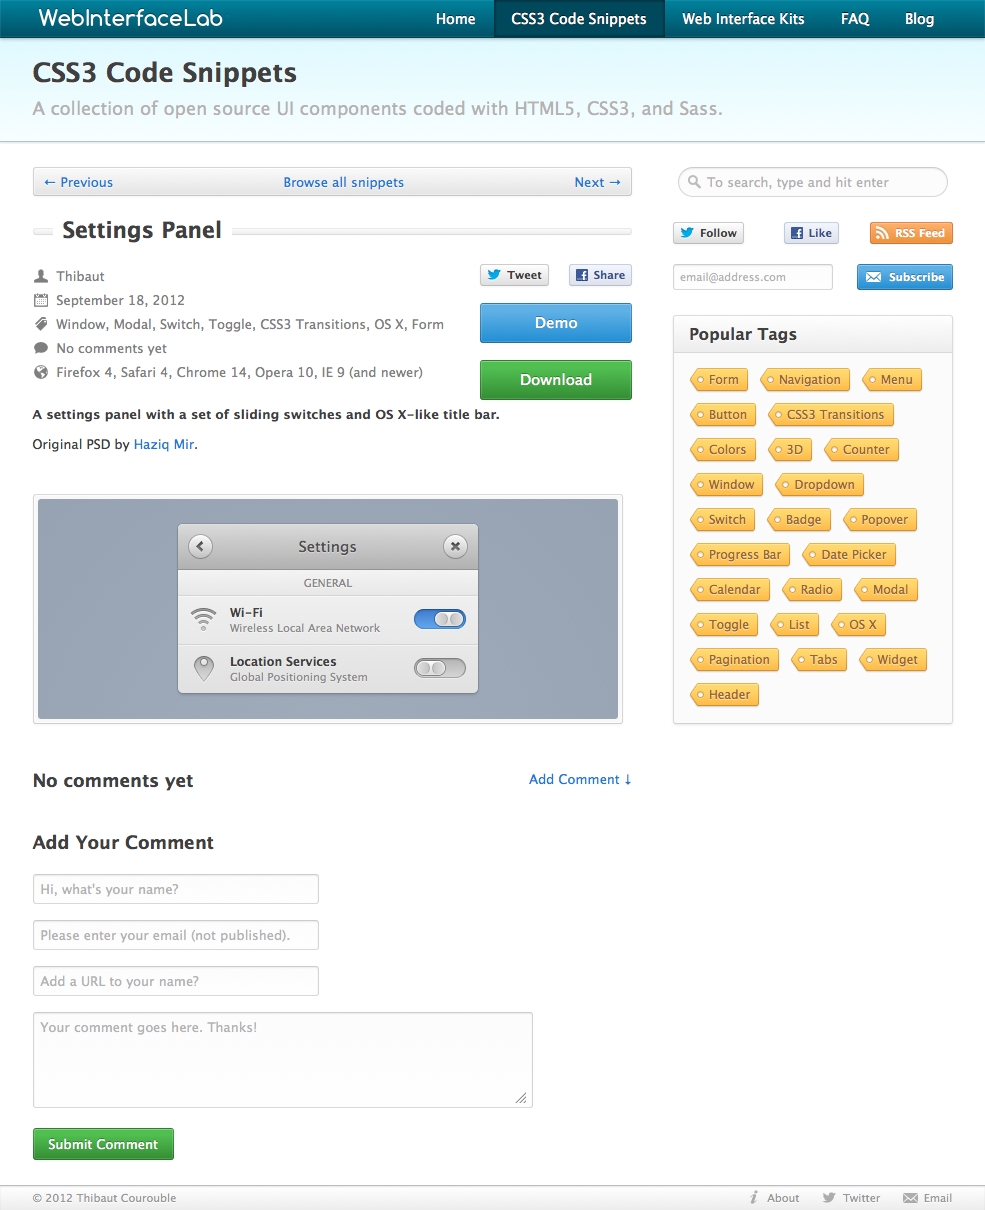 WebInterfaceLab
Home CSS3 Code Snippets Web Interface Kits FAQ Blog
CSS3 Code Snippets
A collection of open source UI components coded with HTML5, CSS3, and Sass.
← Previous Browse all snippets Next →
Settings Panel
Thibaut
September 18, 2012
Window, Modal, Switch, Toggle, CSS3 Transitions, OS X, Form
No comments yet
Firefox 4, Safari 4, Chrome 14, Opera 10, IE 9 (and newer)
Tweet Share
Demo
Download
A settings panel with a set of sliding switches and OS X-like title bar.
Original PSD by Haziq Mir.
Settings
GENERAL
Wi-Fi
Wireless Local Area Network
Location Services
Global Positioning System
No comments yet Add Comment ↓
Add Your Comment
Hi, what's your name?
Please enter your email (not published).
Add a URL to your name?
Your comment goes here. Thanks!
Submit Comment
To search, type and hit enter
Follow Like RSS Feed
email@address.com Subscribe
Popular Tags
Form Navigation Menu
Button CSS3 Transitions
Colors 3D Counter
Window Dropdown
Switch Badge Popover
Progress Bar Date Picker
Calendar Radio Modal
Toggle List OS X
Pagination Tabs Widget
Header
© 2012 Thibaut Courouble About Twitter Email